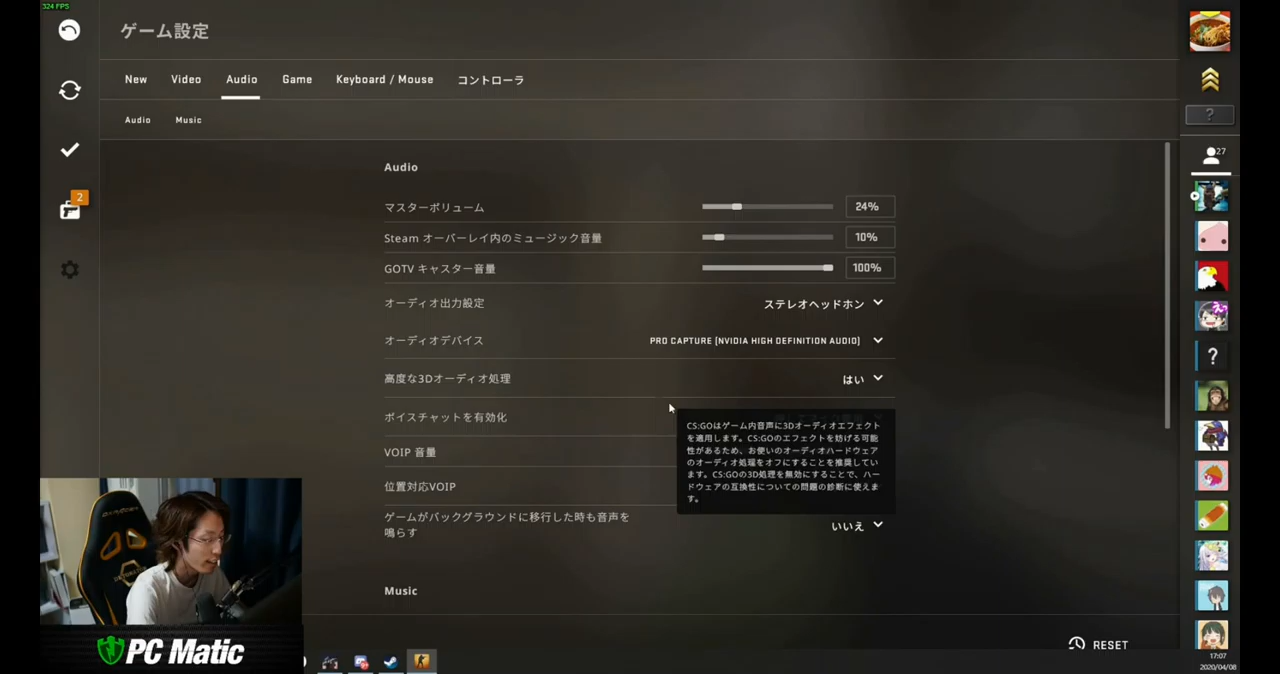 324 FPS
ゲーム設定
New Video Audio Game Keyboard / Mouse コントローラ
?
Audio Music
27
Audio
2
マスターボリューム 24%
Steam オーバーレイ内のミュージック音量 10%
GOTV キャスター音量 100%
オーディオ出力設定 ステレオヘッドホン
オーディオデバイス PRO CAPTURE [NVIDIA HIGH DEFINITION AUDIO]
?
高度な3Dオーディオ処理 はい
ボイスチャットを有効化
CS:GOはゲーム内音声に3Dオーディオエフェクト
を適用します。CS:GOのエフェクトを妨げる可能
性があるため、お使いのオーディオハードウェア
のオーディオ処理をオフにすることを推奨してい
ます。CS:GOの3D処理を無効にすることで、ハー
ドウェアの互換性についての問題の診断に使えま
す。
VOIP 音量
位置対応VOIP
ゲームがバックグラウンドに移行した時も音声を
鳴らす いいえ
Music
RESET
PC Matic
17:07
2020/04/08